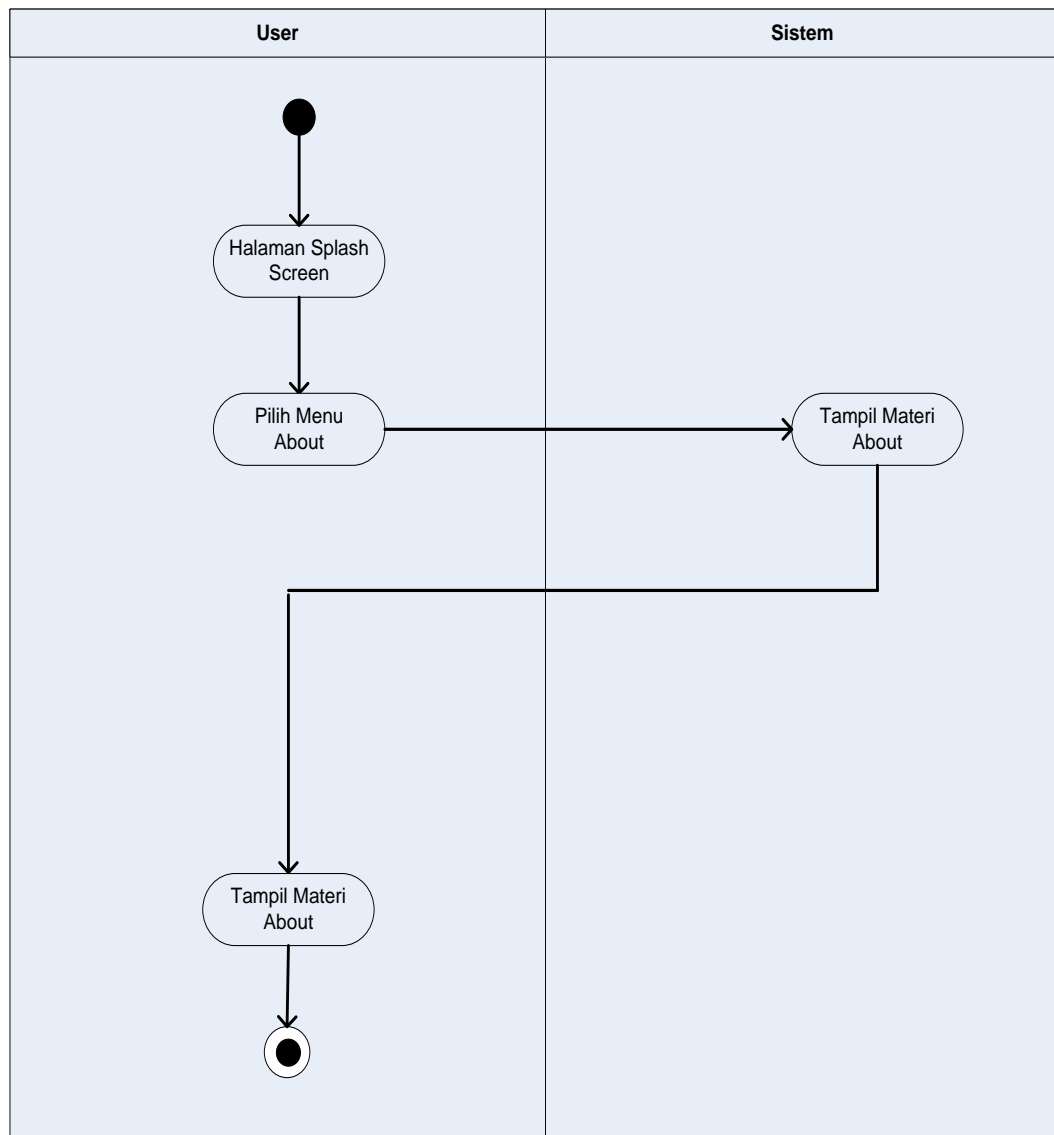 User
Sistem
Halaman Splash
Screen
Pilih Menu
About
Tampil Materi
About
Tampil Materi
About